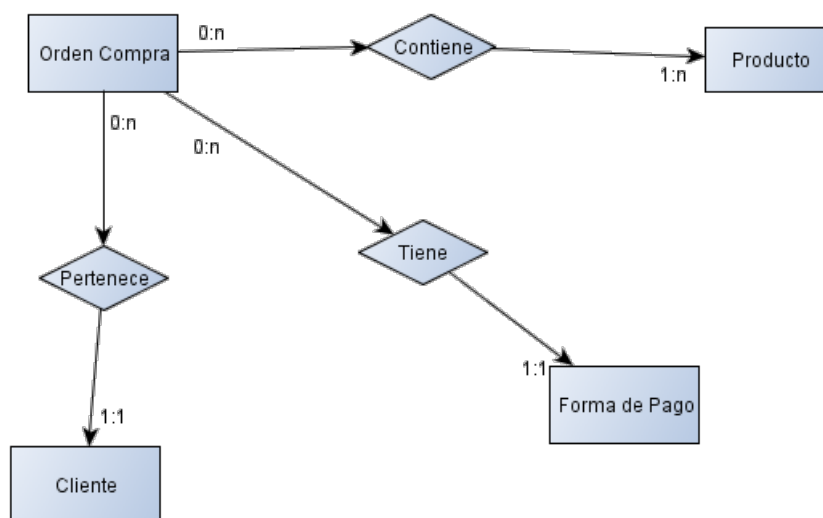 0:n
Orden Compra
Contiene
Producto
1:n
0:n
0:n
Pertenece
Tiene
1:1
Forma de Pago
1:1
Cliente